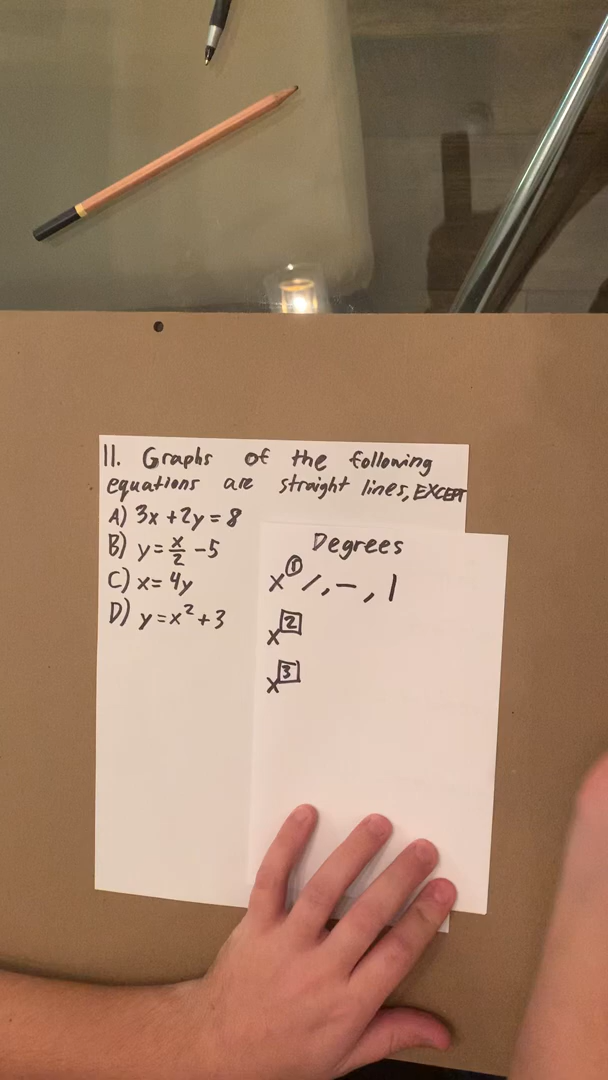 11. Graphs of the following
equations are straight lines, EXCEPT
A) 3x + 2y = 8
B) y = x/2 - 5
C) x = 4y
D) y = x² + 3
Degrees
x① /, -, |
x²
x³